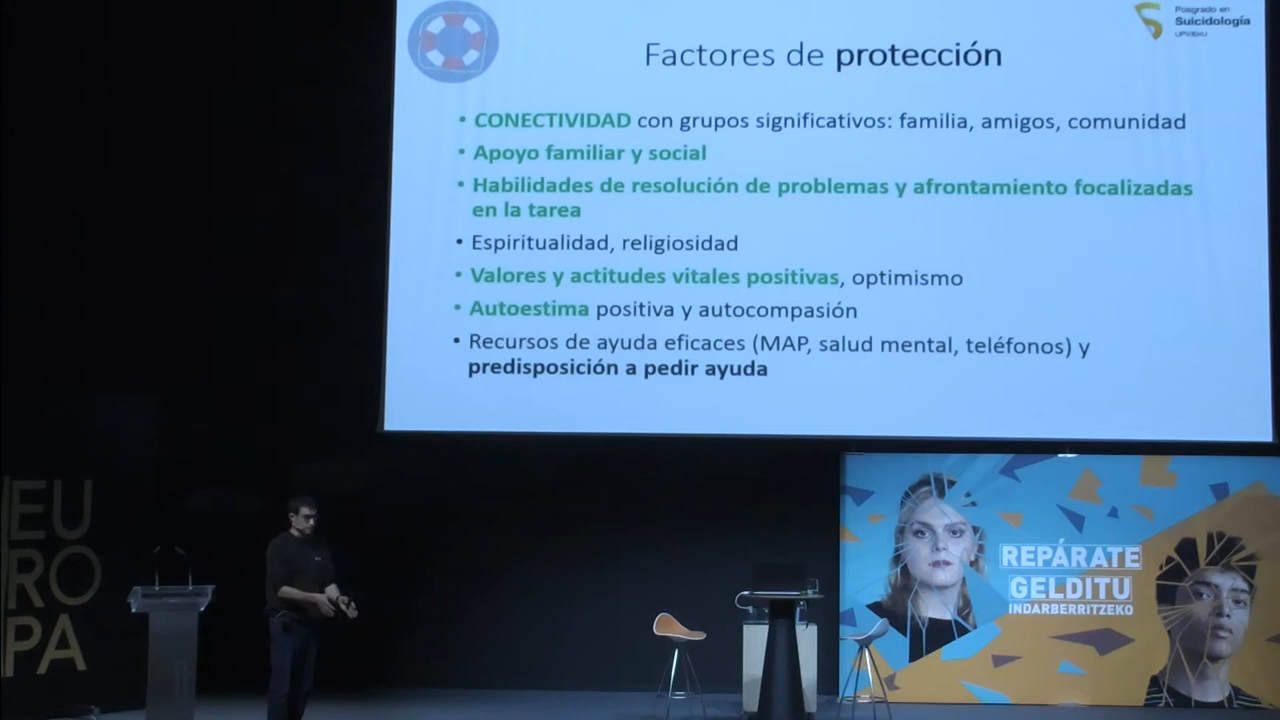 Posgrado en
Suicidología
UPV/EHU
Factores de protección
• CONECTIVIDAD con grupos significativos: familia, amigos, comunidad
• Apoyo familiar y social
• Habilidades de resolución de problemas y afrontamiento focalizadas
en la tarea
• Espiritualidad, religiosidad
• Valores y actitudes vitales positivas, optimismo
• Autoestima positiva y autocompasión
• Recursos de ayuda eficaces (MAP, salud mental, teléfonos) y
predisposición a pedir ayuda
EU
RO
PA
REPÁRATE
GELDITU
INDARBERRITZEKO